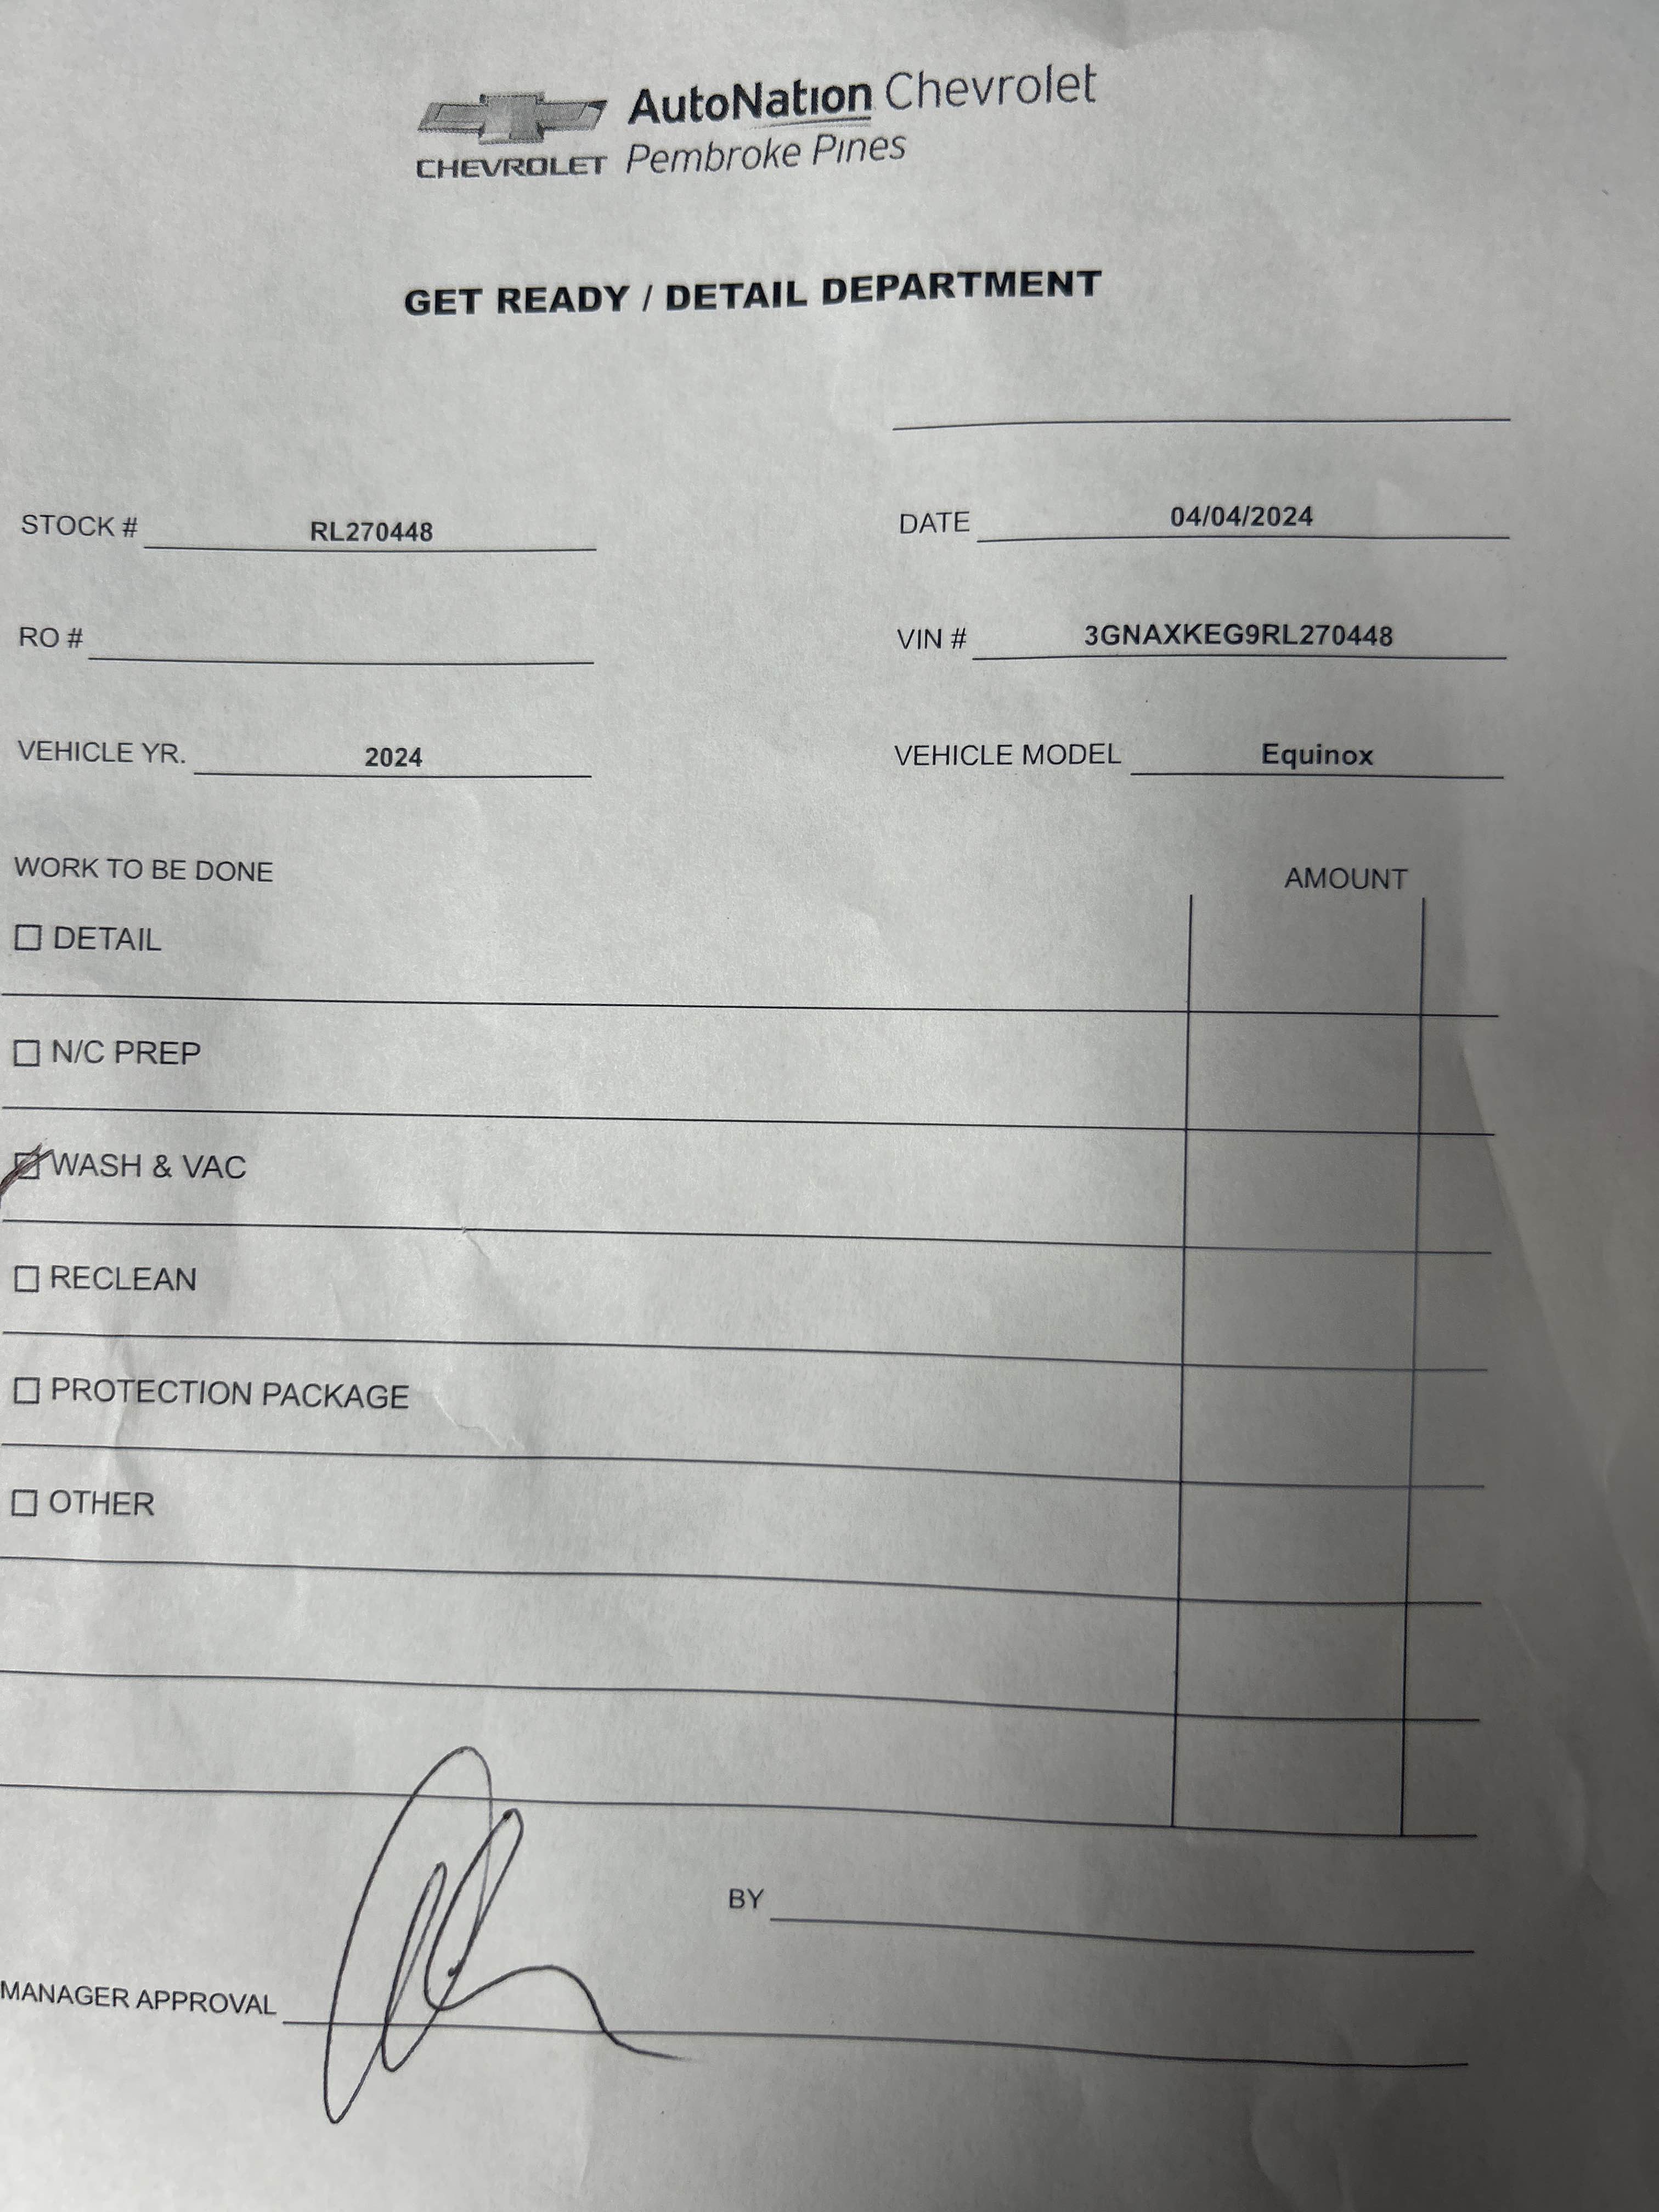 AutoNation Chevrolet
CHEVROLET Pembroke Pines
GET READY / DETAIL DEPARTMENT
STOCK # RL270448 DATE 04/04/2024
RO # VIN # 3GNAXKEG9RL270448
VEHICLE YR. 2024 VEHICLE MODEL Equinox
WORK TO BE DONE AMOUNT
DETAIL
N/C PREP
WASH & VAC
RECLEAN
PROTECTION PACKAGE
OTHER
BY
MANAGER APPROVAL